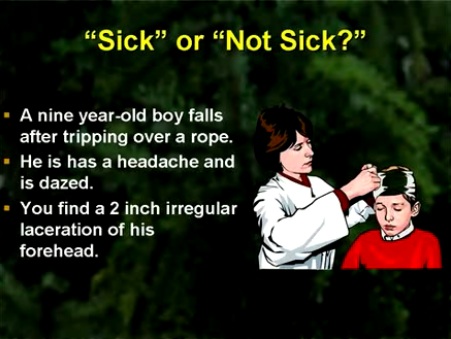 “Sick” or “Not Sick?”
A nine year-old boy falls
after tripping over a rope.
He is has a headache and
is dazed.
You find a 2 inch irregular
laceration of his
forehead.